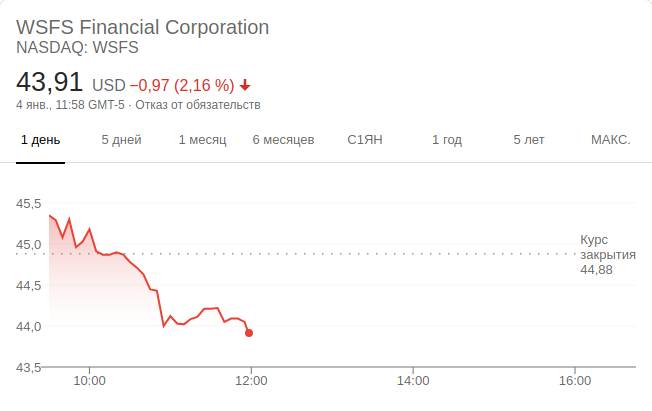 WSFS Financial Corporation
NASDAQ: WSFS
43,91 USD −0,97 (2,16 %)
4 янв., 11:58 GMT-5 · Отказ от обязательств
1 день 5 дней 1 месяц 6 месяцев С1ЯН 1 год 5 лет МАКС.
45,5
45,0
44,5
44,0
43,5
Курс
закрытия
44,88
10:00 12:00 14:00 16:00